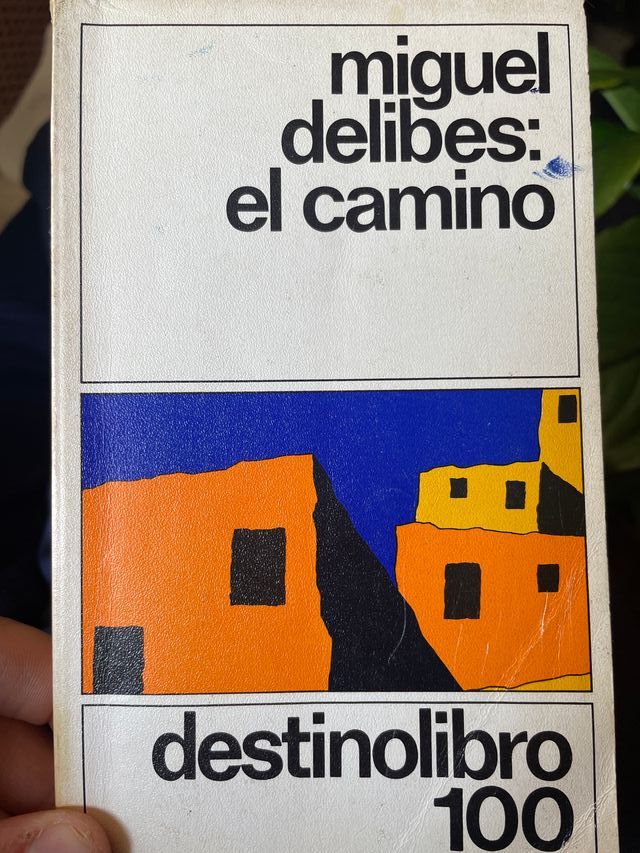 miguel
delibes:
el camino
destinolibro
100